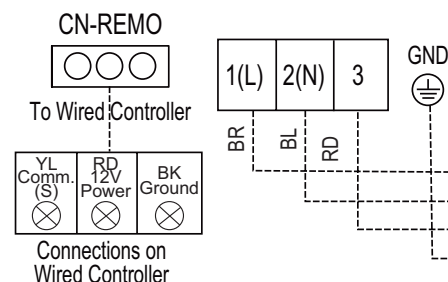 CN-REMO
To Wired Controller
YL
Comm.
(S)
RD
12V
Power
BK
Ground
Connections on
Wired Controller
1(L) 2(N) 3
GND
BR BL RD